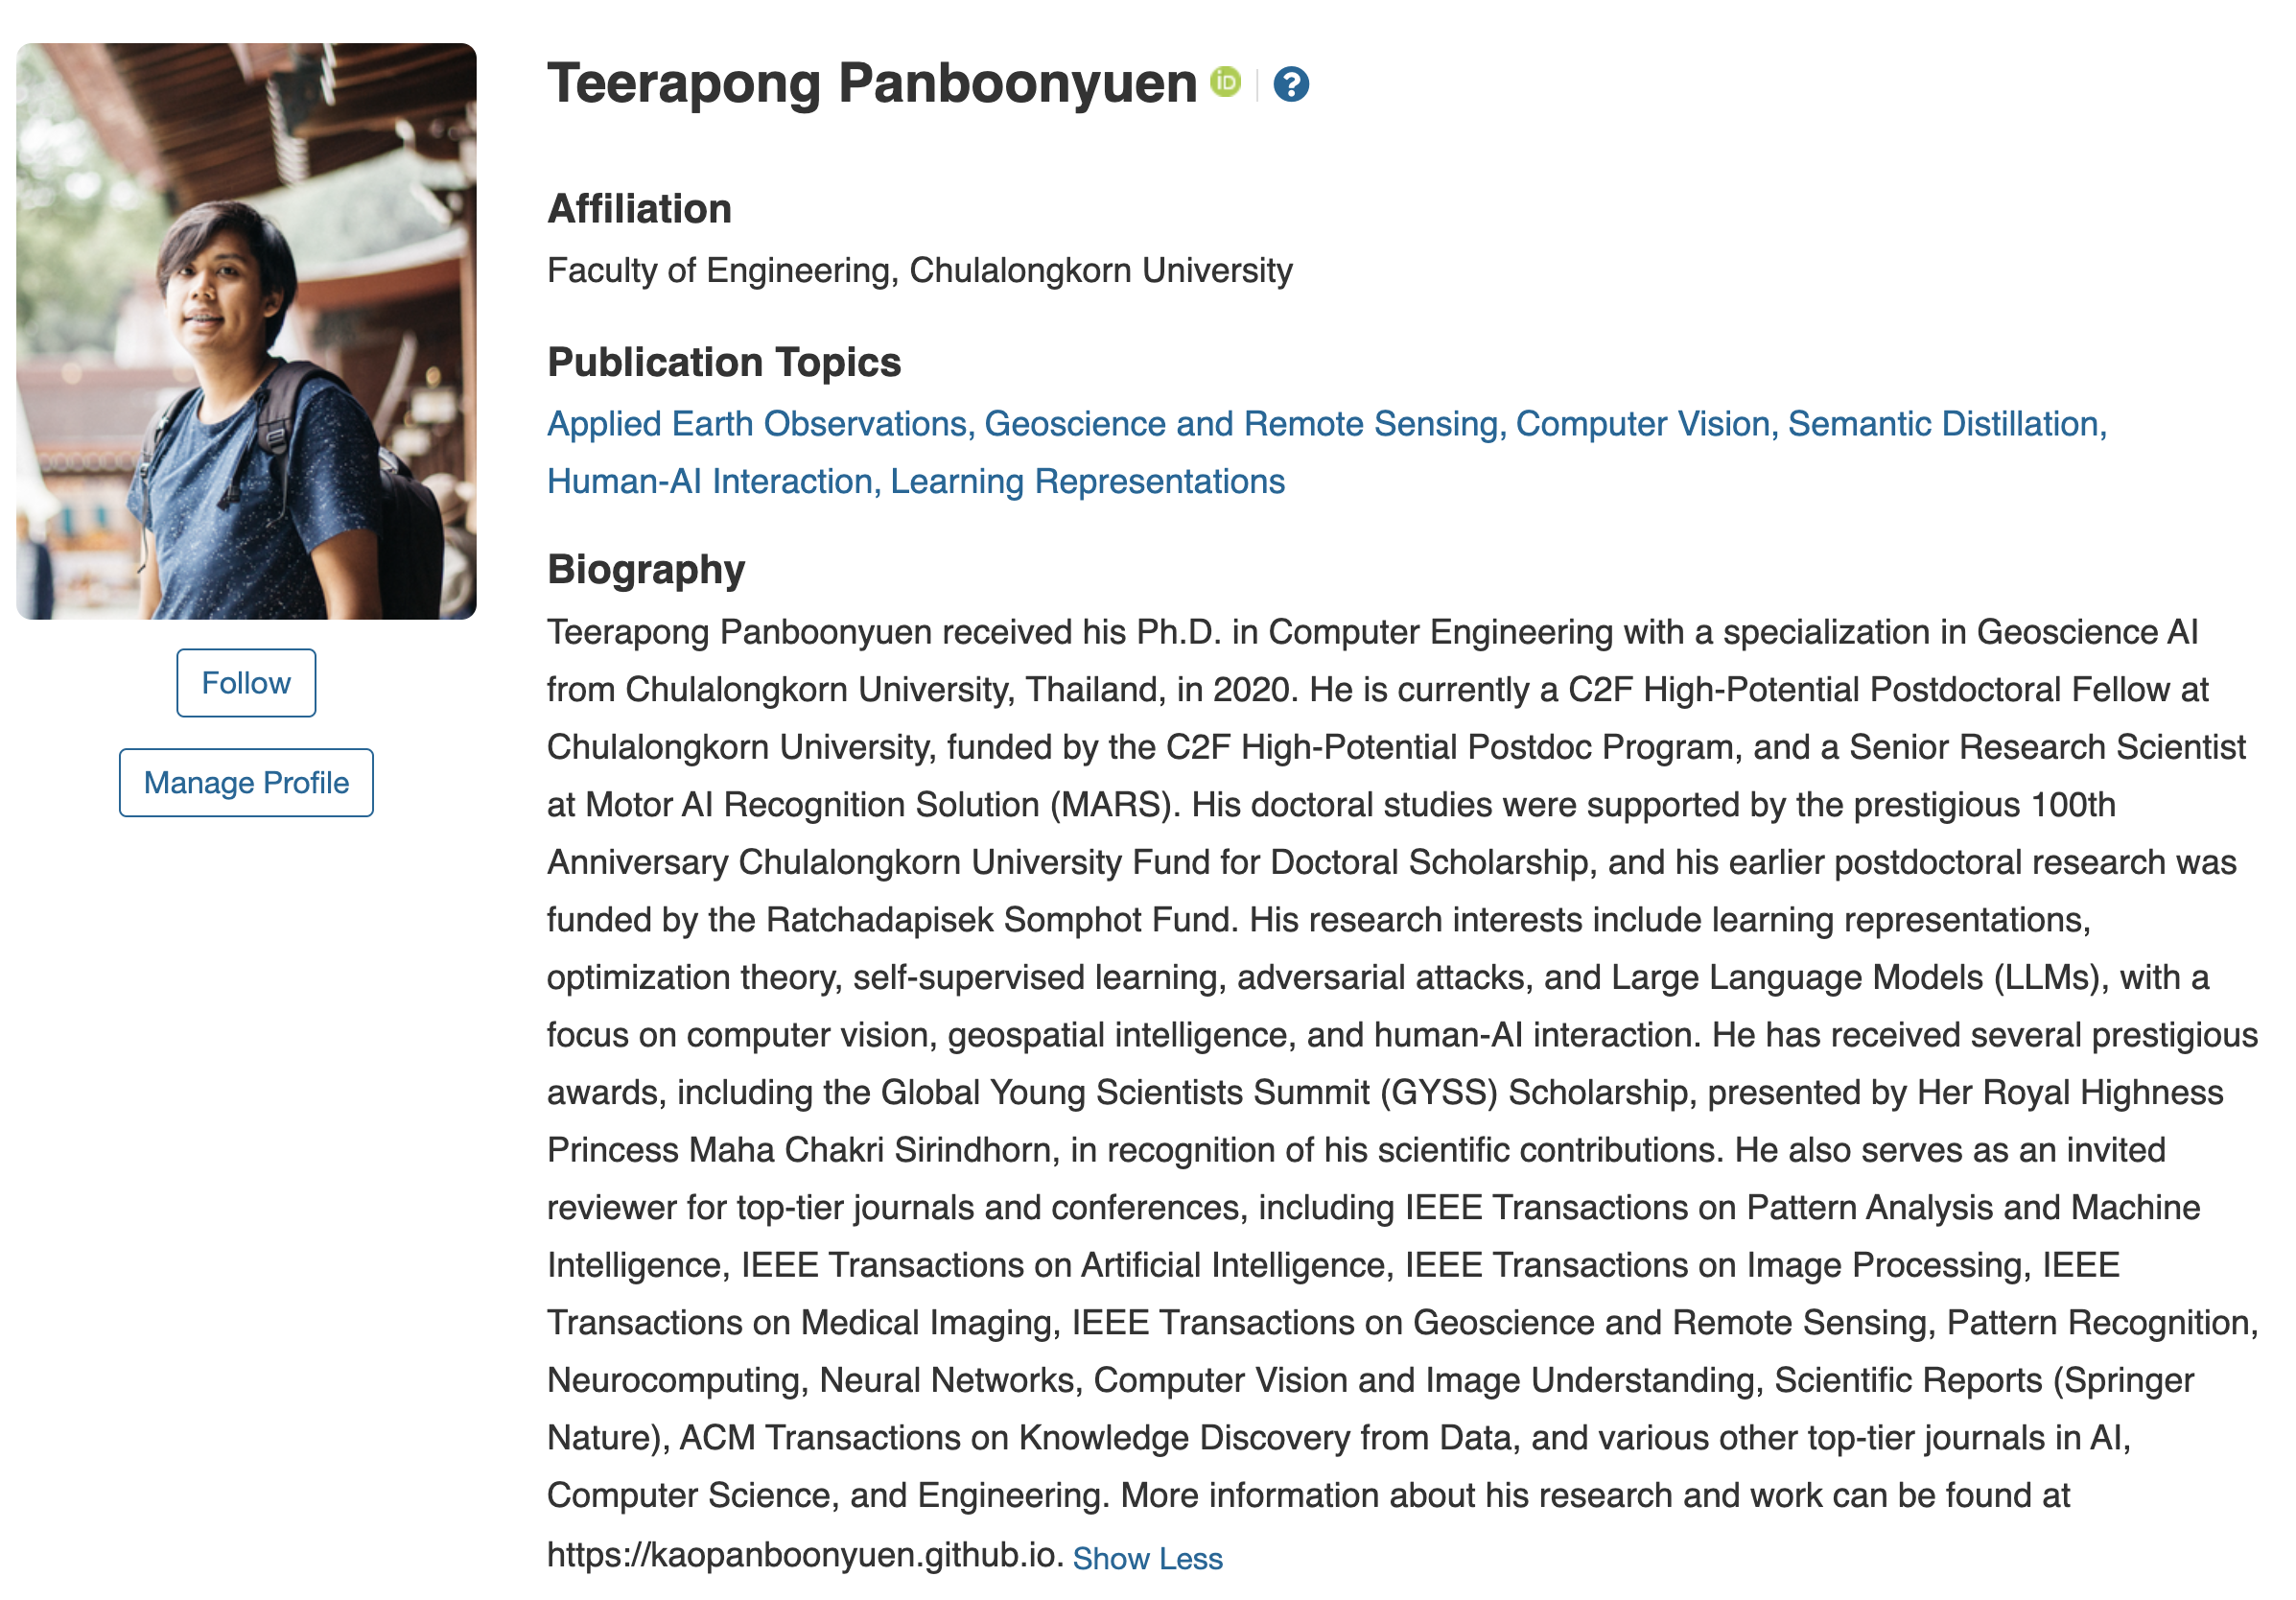 Teerapong Panboonyuen iD ?
Affiliation
Faculty of Engineering, Chulalongkorn University
Publication Topics
Applied Earth Observations, Geoscience and Remote Sensing, Computer Vision, Semantic Distillation,
Human-AI Interaction, Learning Representations
Biography
Teerapong Panboonyuen received his Ph.D. in Computer Engineering with a specialization in Geoscience AI
from Chulalongkorn University, Thailand, in 2020. He is currently a C2F High-Potential Postdoctoral Fellow at
Chulalongkorn University, funded by the C2F High-Potential Postdoc Program, and a Senior Research Scientist
at Motor AI Recognition Solution (MARS). His doctoral studies were supported by the prestigious 100th
Anniversary Chulalongkorn University Fund for Doctoral Scholarship, and his earlier postdoctoral research was
funded by the Ratchadapisek Somphot Fund. His research interests include learning representations,
optimization theory, self-supervised learning, adversarial attacks, and Large Language Models (LLMs), with a
focus on computer vision, geospatial intelligence, and human-AI interaction. He has received several prestigious
awards, including the Global Young Scientists Summit (GYSS) Scholarship, presented by Her Royal Highness
Princess Maha Chakri Sirindhorn, in recognition of his scientific contributions. He also serves as an invited
reviewer for top-tier journals and conferences, including IEEE Transactions on Pattern Analysis and Machine
Intelligence, IEEE Transactions on Artificial Intelligence, IEEE Transactions on Image Processing, IEEE
Transactions on Medical Imaging, IEEE Transactions on Geoscience and Remote Sensing, Pattern Recognition,
Neurocomputing, Neural Networks, Computer Vision and Image Understanding, Scientific Reports (Springer
Nature), ACM Transactions on Knowledge Discovery from Data, and various other top-tier journals in AI,
Computer Science, and Engineering. More information about his research and work can be found at
https://kaopanboonyuen.github.io. Show Less
Follow
Manage Profile